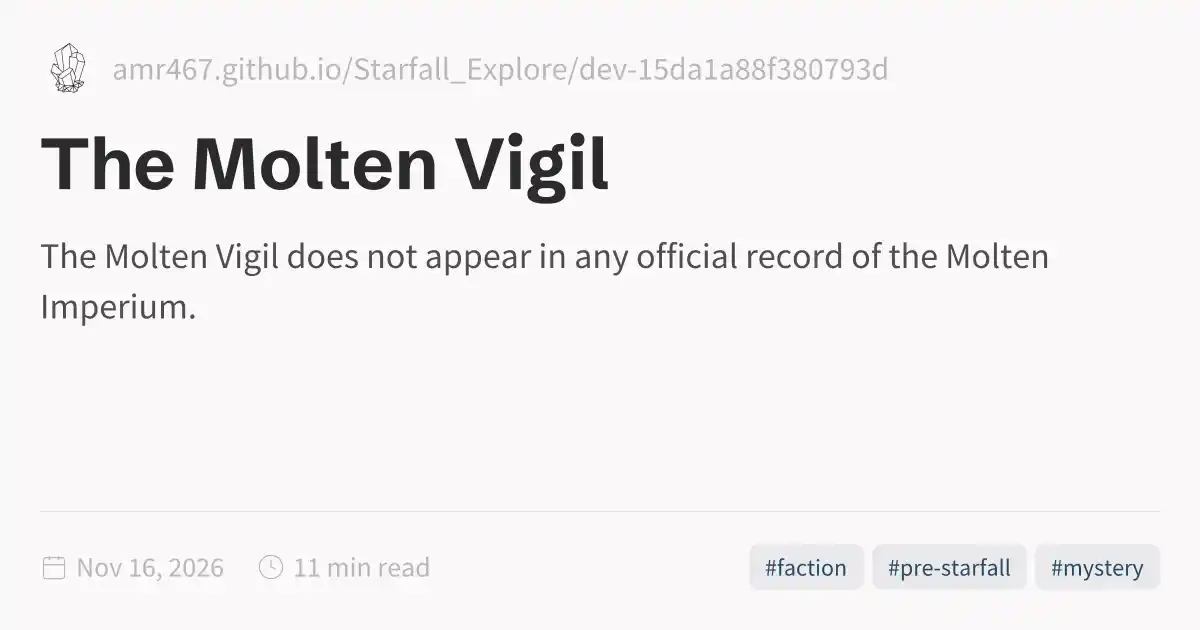 amr467.github.io/Starfall_Explore/dev-15da1a88f380793d
The Molten Vigil
The Molten Vigil does not appear in any official record of the Molten
Imperium.
Nov 16, 2026
11 min read
#faction
#pre-starfall
#mystery